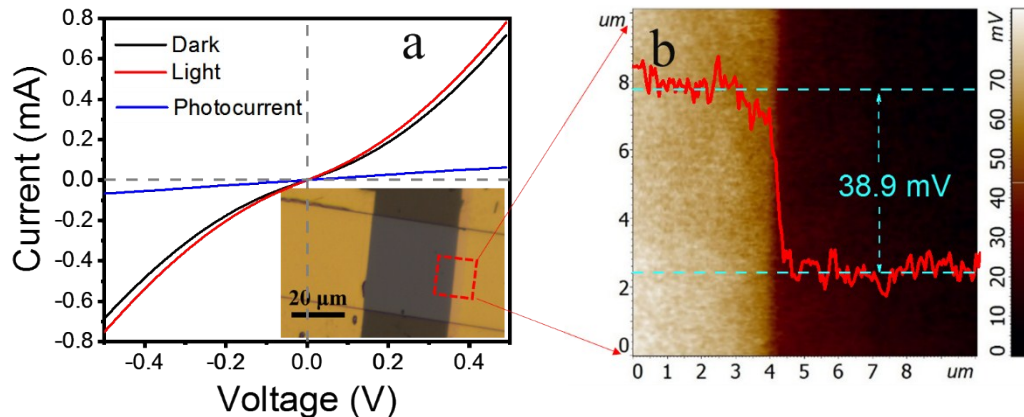 a
Dark
Light
Photocurrent
Current (mA)
0.8
0.6
0.4
0.2
0.0
-0.2
-0.4
-0.6
-0.8
-0.4
-0.2
0.0
0.2
0.4
Voltage (V)
20 μm
b
um
8
6
4
2
0
0 1 2 3 4 5 6 7 8 um
38.9 mV
mV
70
60
50
40
30
20
10
0